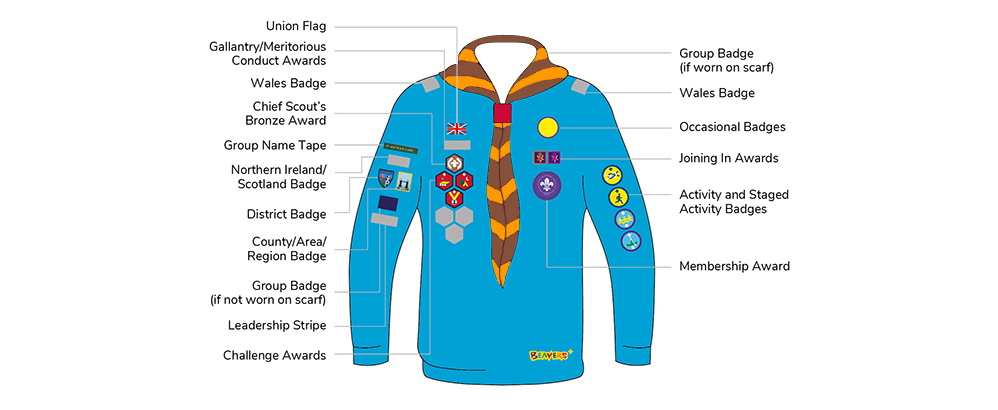 Union Flag
Gallantry/Meritorious
Conduct Awards
Wales Badge
Chief Scout's
Bronze Award
Group Name Tape
Northern Ireland/
Scotland Badge
District Badge
County/Area/
Region Badge
Group Badge
(if not worn on scarf)
Leadership Stripe
Challenge Awards
Group Badge
(if worn on scarf)
Wales Badge
Occasional Badges
Joining In Awards
Activity and Staged
Activity Badges
Membership Award
BEAVERS